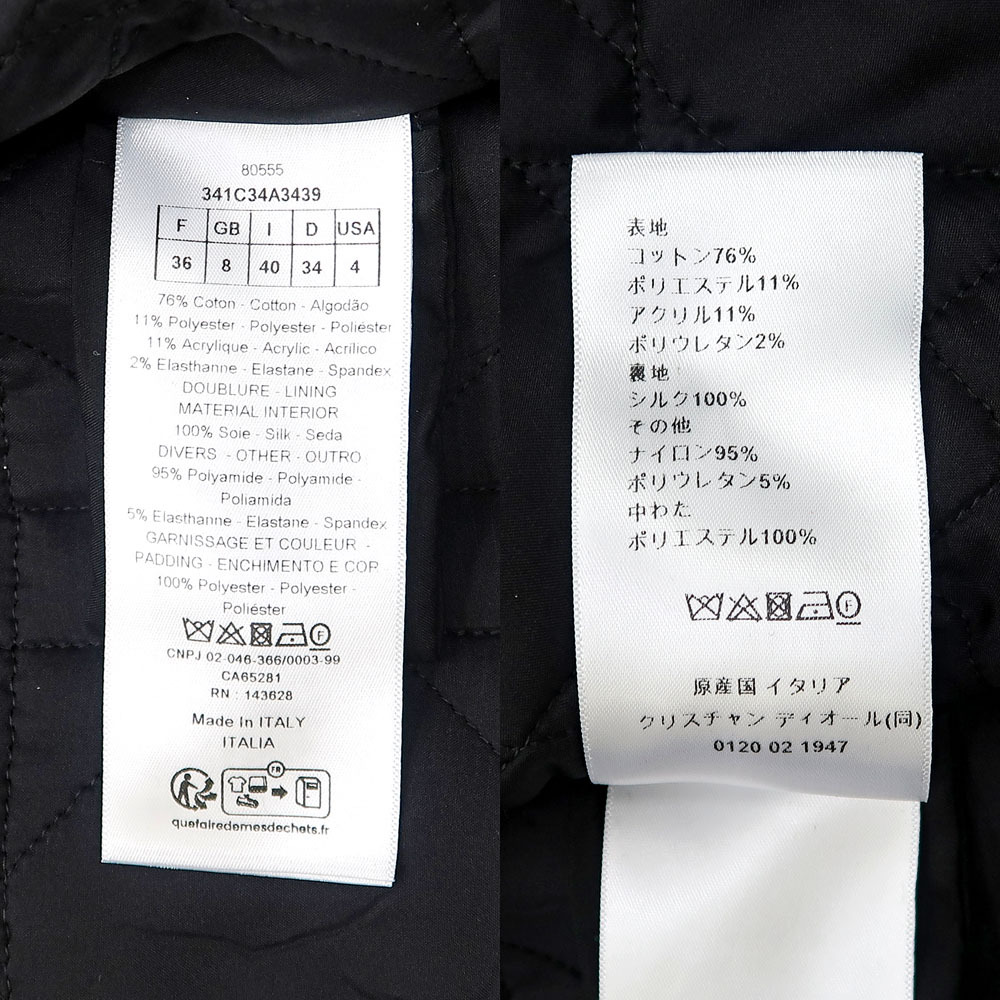 80555
341C34A3439
F GB I D USA
36 8 40 34 4
76% Coton - Cotton - Algodão
11% Polyester - Polyester - Poliéster
11% Acrylique - Acrylic - Acrílico
2% Elasthanne - Elastane - Spandex
DOUBLURE - LINING
MATERIAL INTERIOR
100% Soie - Silk - Seda
DIVERS - OTHER - OUTRO
95% Polyamide - Polyamide -
Poliamida
5% Elasthanne - Elastane - Spandex
GARNISSAGE ET COULEUR -
PADDING - ENCHIMENTO E COR
100% Polyester - Polyester -
Poliéster
F
CNPJ 02-046-366/0003-99
CA65281
RN : 143628
Made In ITALY
ITALIA
FR
quefairedemesdechets.fr
表地
コットン76%
ポリエステル11%
アクリル11%
ポリウレタン2%
裏地
シルク100%
その他
ナイロン95%
ポリウレタン5%
中わた
ポリエステル100%
F
原産国 イタリア
クリスチャン ディオール(同)
0120 02 1947